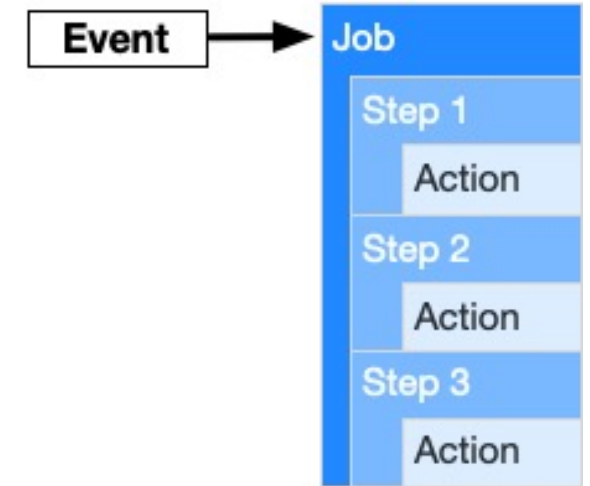 Event
Job
Step 1
Action
Step 2
Action
Step 3
Action